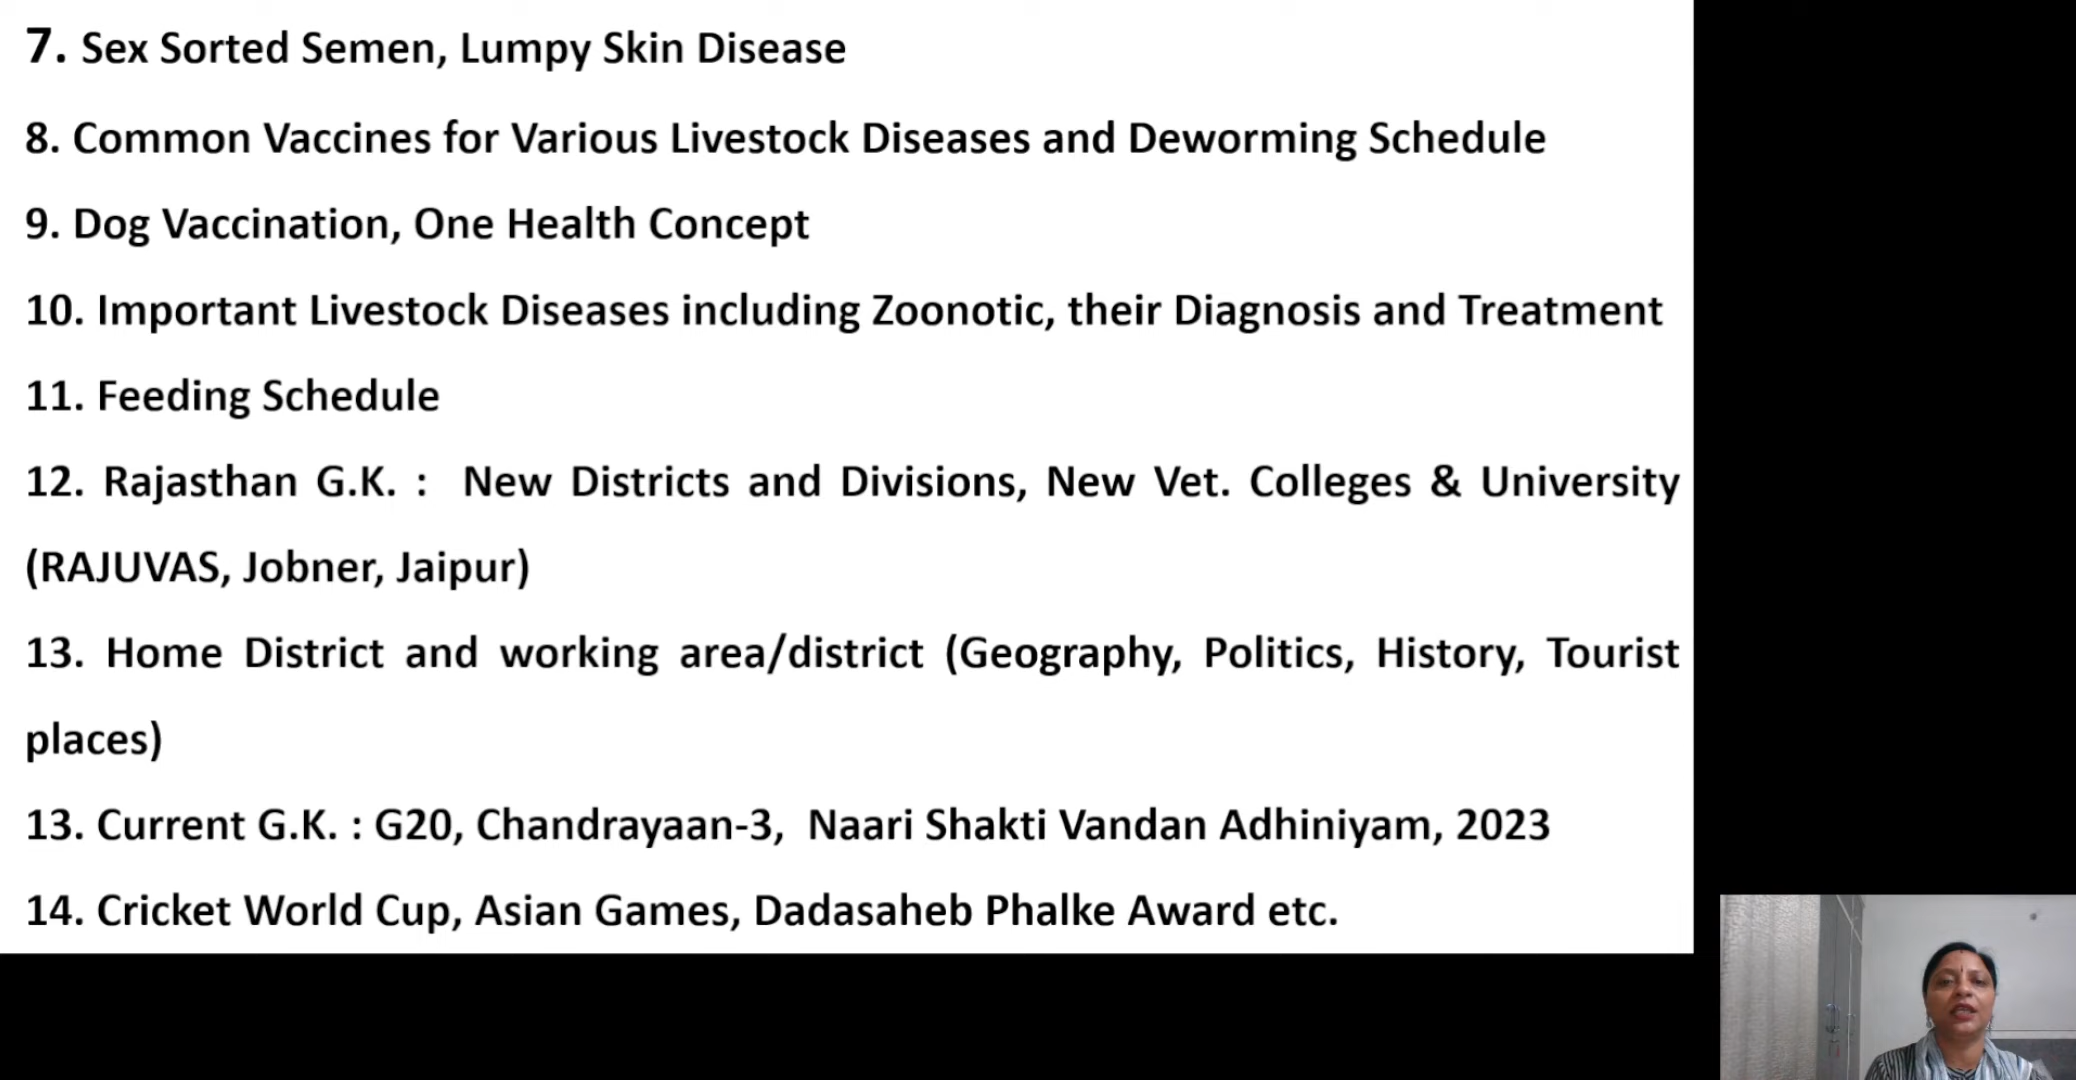 7. Sex Sorted Semen, Lumpy Skin Disease
8. Common Vaccines for Various Livestock Diseases and Deworming Schedule
9. Dog Vaccination, One Health Concept
10. Important Livestock Diseases including Zoonotic, their Diagnosis and Treatment
11. Feeding Schedule
12. Rajasthan G.K. : New Districts and Divisions, New Vet. Colleges & University
(RAJUVAS, Jobner, Jaipur)
13. Home District and working area/district (Geography, Politics, History, Tourist
places)
13. Current G.K. : G20, Chandrayaan-3, Naari Shakti Vandan Adhiniyam, 2023
14. Cricket World Cup, Asian Games, Dadasaheb Phalke Award etc.